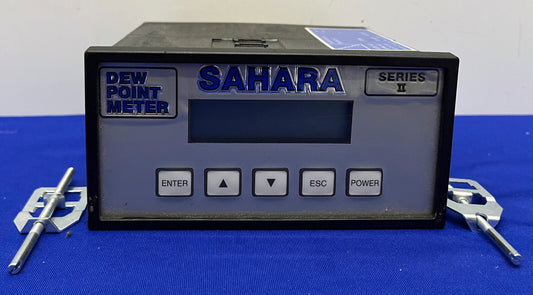 DEW
POINT
METER
SAHARA
SERIES
II
ENTER
▲
▼
ESC
POWER